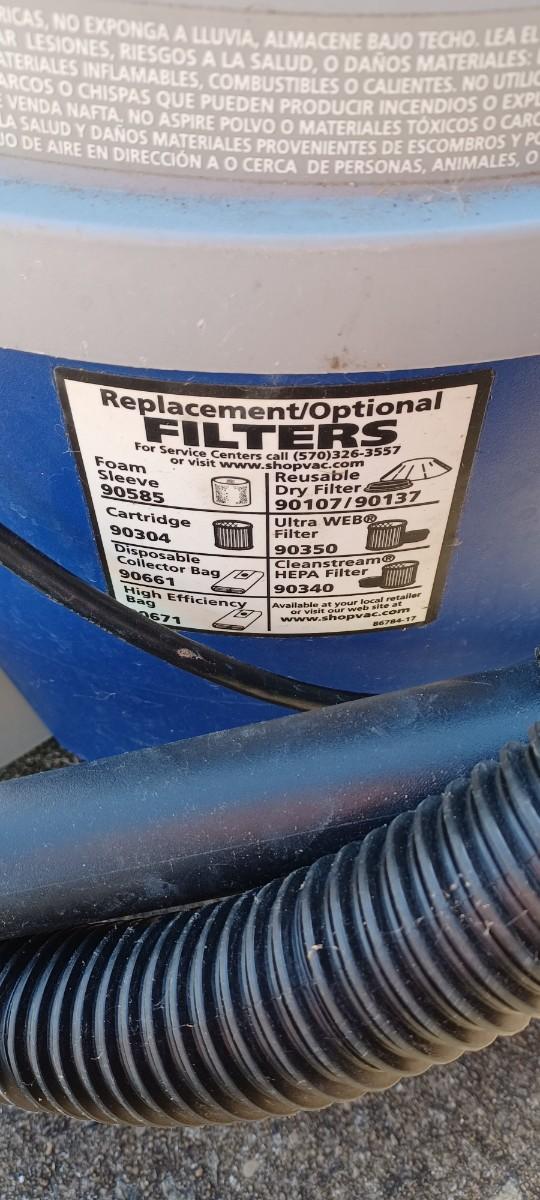 RICAS, NO EXPONGA A LLUVIA, ALMACENE BAJO TECHO. LEA EL
LESIONES, RIESGOS A LA SALUD, O DAÑOS MATERIALES:
ATERIALES INFLAMABLES, COMBUSTIBLES O CALIENTES. NO UTILIC
ARCOS O CHISPAS QUE PUEDEN PRODUCIR INCENDIOS O EXP
VENDA NAFTA. NO ASPIRE POLVO O MATERIALES TÓXICOS O CARC
LA SALUD Y DAÑOS MATERIALES PROVENIENTES DE ESCOMBROS Y
JO DE AIRE EN DIRECCIÓN A O CERCA DE PERSONAS, ANIMALES, O
Replacement/Optional
FILTERS
For Service Centers call (570)326-3557
or visit www.shopvac.com
Foam
Sleeve
90585
Reusable
Dry Filter
90107/90137
Cartridge
90304
Ultra WEB®
Filter
90350
Disposable
Collector Bag
90661
Cleanstream®
HEPA Filter
90340
High Efficiency
Bag
671
Available at your local retailer
or visit our web site at
www.shopvac.com
86784-17